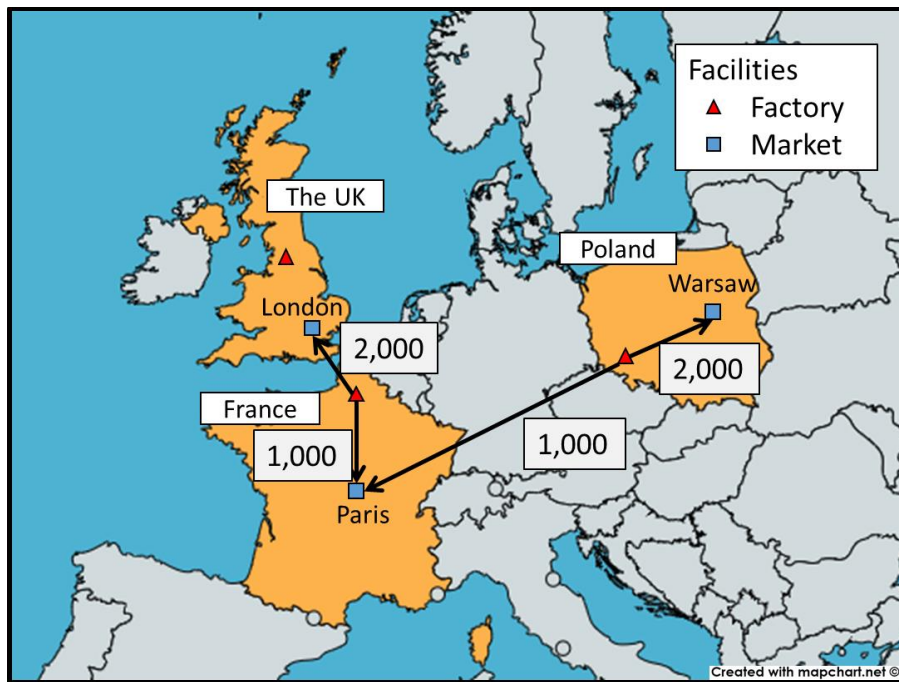 Facilities
Factory
Market
The UK
Poland
Warsaw
London
2,000
2,000
France
1,000
1,000
Paris
Created with mapchart.net ©